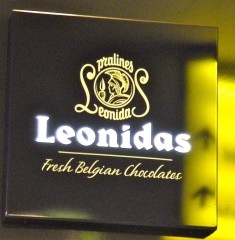 Pralines
Leonidas
Leonidas
Fresh Belgian Chocolates